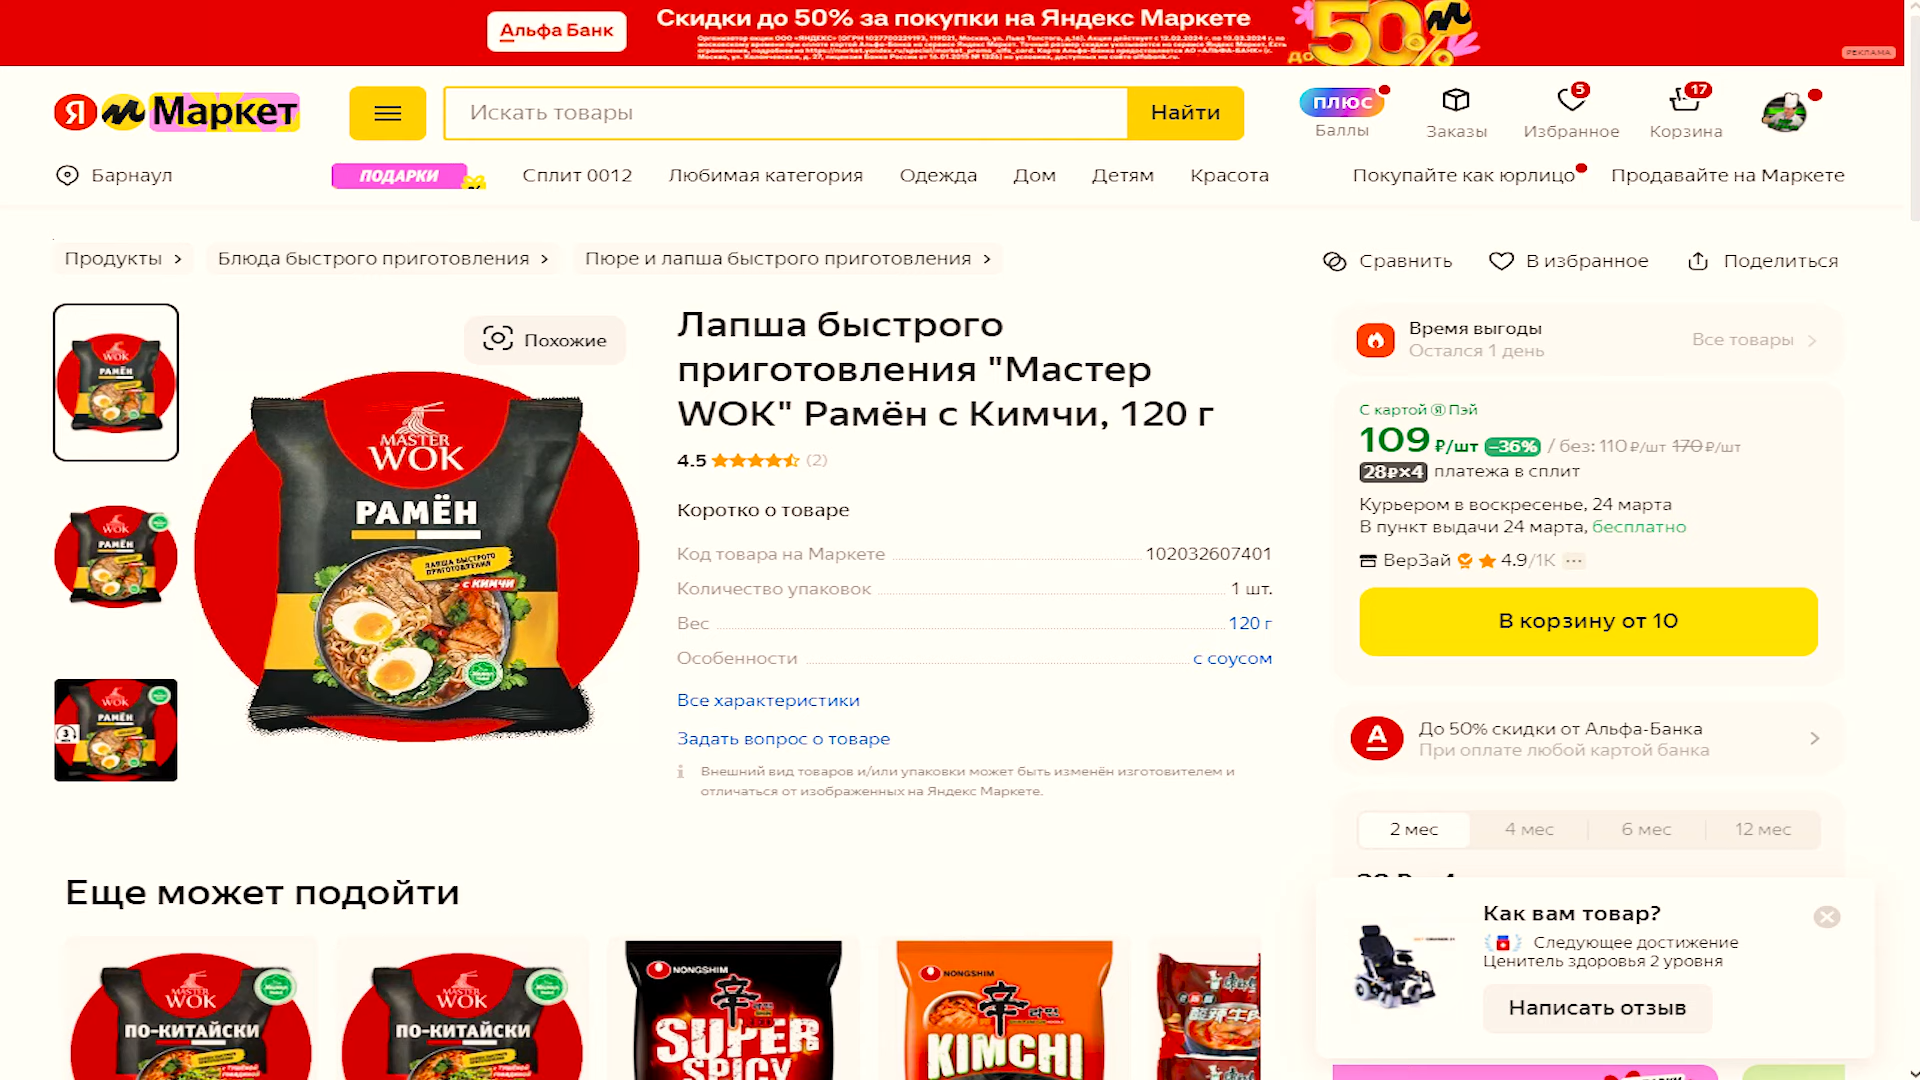 Альфа Банк
Скидки до 50% за покупки на Яндекс Маркете
до 50%
РЕКЛАМА
Я Маркет
Искать товары
Найти
ПЛЮС
Баллы
Заказы
5
Избранное
17
Корзина
Барнаул
ПОДАРКИ
Сплит 0012
Любимая категория
Одежда
Дом
Детям
Красота
Покупайте как юрлицо
Продавайте на Маркете
Продукты
Блюда быстрого приготовления
Пюре и лапша быстрого приготовления
Сравнить
В избранное
Поделиться
Похожие
MASTER
WOK
РАМЁН
ЛАПША БЫСТРОГО
ПРИГОТОВЛЕНИЯ
с КИМЧИ
Лапша быстрого
приготовления "Мастер
WOK" Рамён с Кимчи, 120 г
4.5 (2)
Коротко о товаре
Код товара на Маркете 102032607401
Количество упаковок 1 шт.
Вес 120 г
Особенности с соусом
Все характеристики
Задать вопрос о товаре
Внешний вид товаров и/или упаковки может быть изменён изготовителем и
отличаться от изображенных на Яндекс Маркете.
Время выгоды
Остался 1 день
Все товары
С картой Я Пэй
109 ₽/шт -36% / без: 110 ₽/шт 170 ₽/шт
28₽×4 платежа в сплит
Курьером в воскресенье, 24 марта
В пункт выдачи 24 марта, бесплатно
ВерЗай 4.9/1K ···
В корзину от 10
А
До 50% скидки от Альфа-Банка
При оплате любой картой банка
2 мес
4 мес
6 мес
12 мес
Как вам товар?
Следующее достижение
Ценитель здоровья 2 уровня
Написать отзыв
Еще может подойти
MASTER
WOK
ПО-КИТАЙСКИ
MASTER
WOK
ПО-КИТАЙСКИ
NONGSHIM
辛
SUPER
SPICY
NONGSHIM
辛 라면
KIMCHI